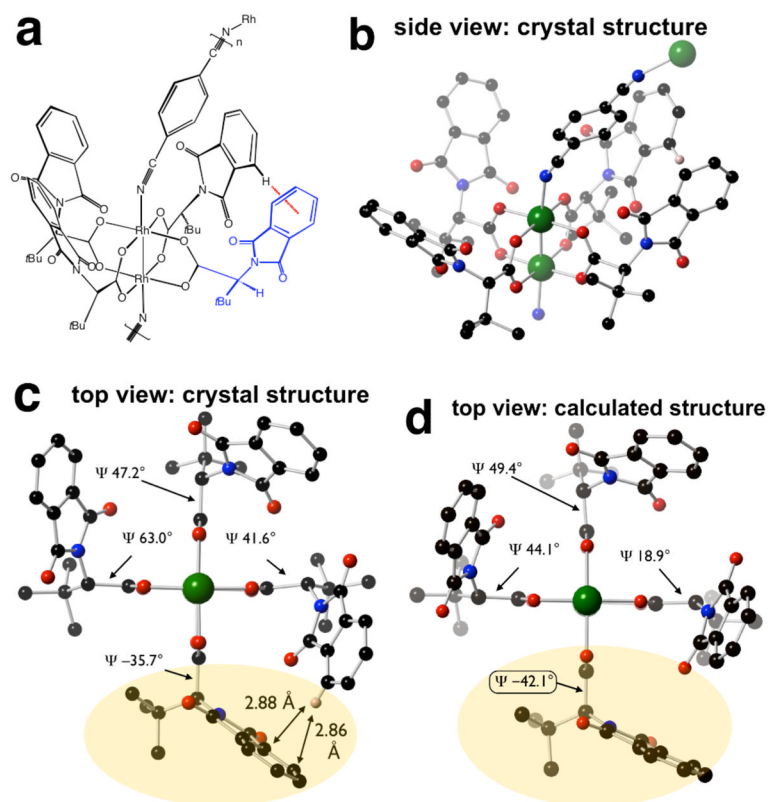 a
Rh
N
C
n
O
N
O
H
O
N
O
C
N
O
O
N
O
Rh
O
O
tBu
O
N
O
O
tBu
Rh
O
O
N
O
tBu
H
tBu
N
b side view: crystal structure
c top view: crystal structure
Ψ 47.2°
Ψ 63.0°
Ψ 41.6°
Ψ –35.7°
2.88 Å
2.86
Å
d top view: calculated structure
Ψ 49.4°
Ψ 44.1°
Ψ 18.9°
Ψ –42.1°